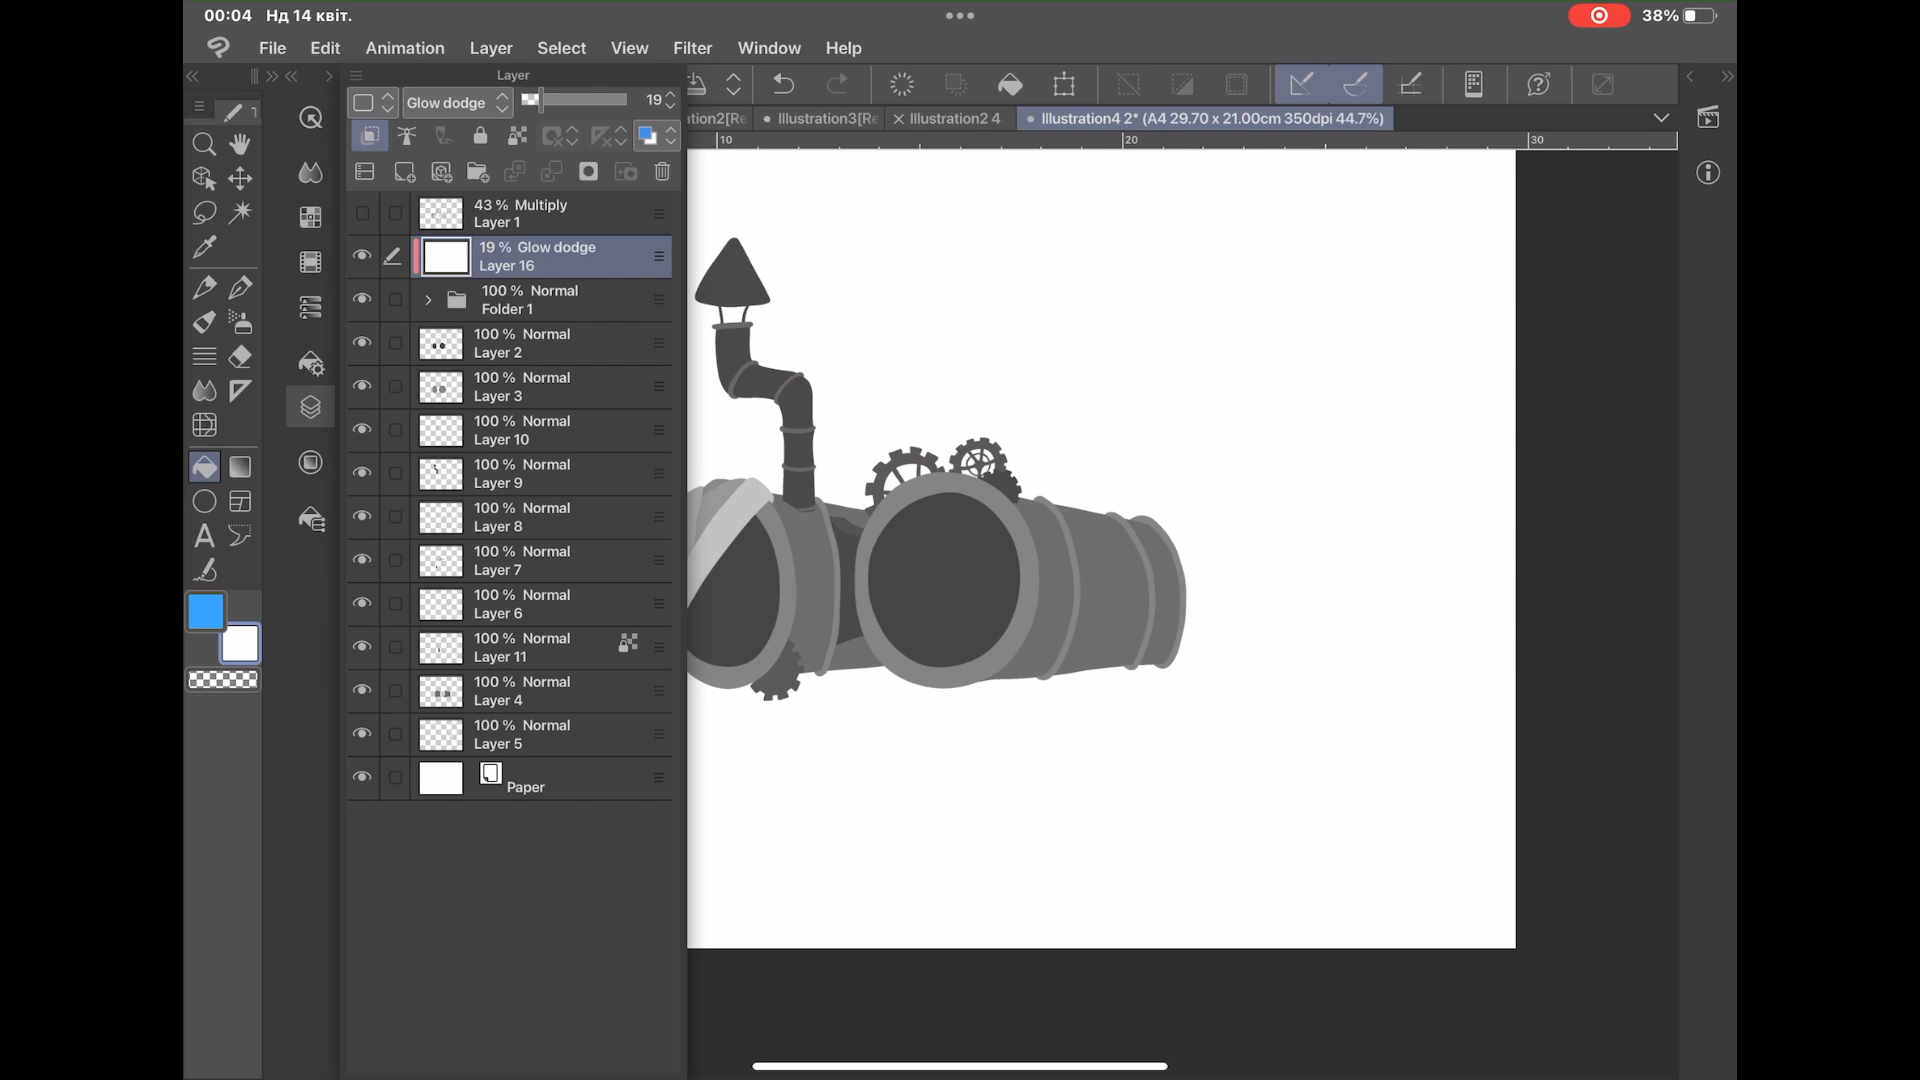 00:04 Нд 14 квіт.
38%
File Edit Animation Layer Select View Filter Window Help
Layer
Glow dodge 19
ation2[Re Illustration3[Re Illustration2 4 Illustration4 2* (A4 29.70 x 21.00cm 350dpi 44.7%)
10 20 30
43 % Multiply
Layer 1
19 % Glow dodge
Layer 16
100 % Normal
Folder 1
100 % Normal
Layer 2
100 % Normal
Layer 3
100 % Normal
Layer 10
100 % Normal
Layer 9
100 % Normal
Layer 8
100 % Normal
Layer 7
100 % Normal
Layer 6
100 % Normal
Layer 11
100 % Normal
Layer 4
100 % Normal
Layer 5
Paper